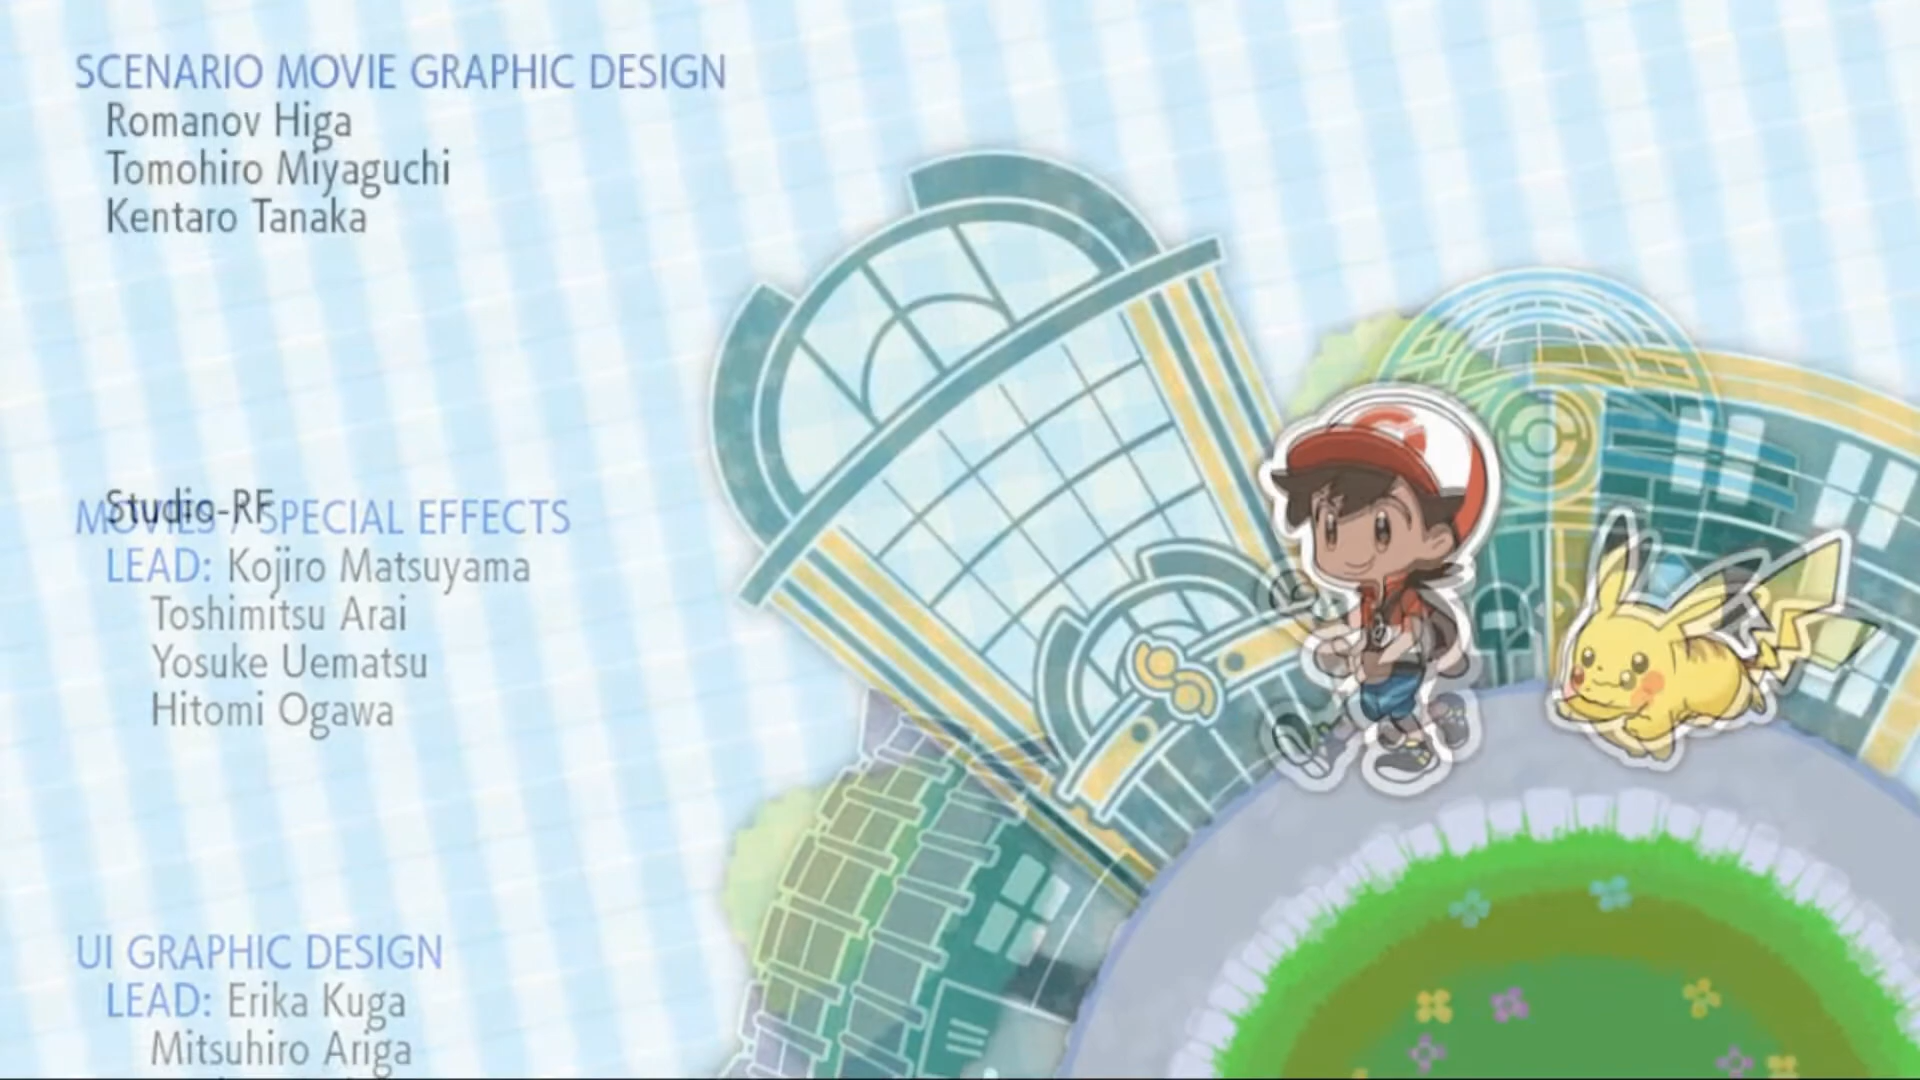 SCENARIO MOVIE GRAPHIC DESIGN
Romanov Higa
Tomohiro Miyaguchi
Kentaro Tanaka
Studio-RF
MOVIES / SPECIAL EFFECTS
LEAD: Kojiro Matsuyama
Toshimitsu Arai
Yosuke Uematsu
Hitomi Ogawa
UI GRAPHIC DESIGN
LEAD: Erika Kuga
Mitsuhiro Ariga